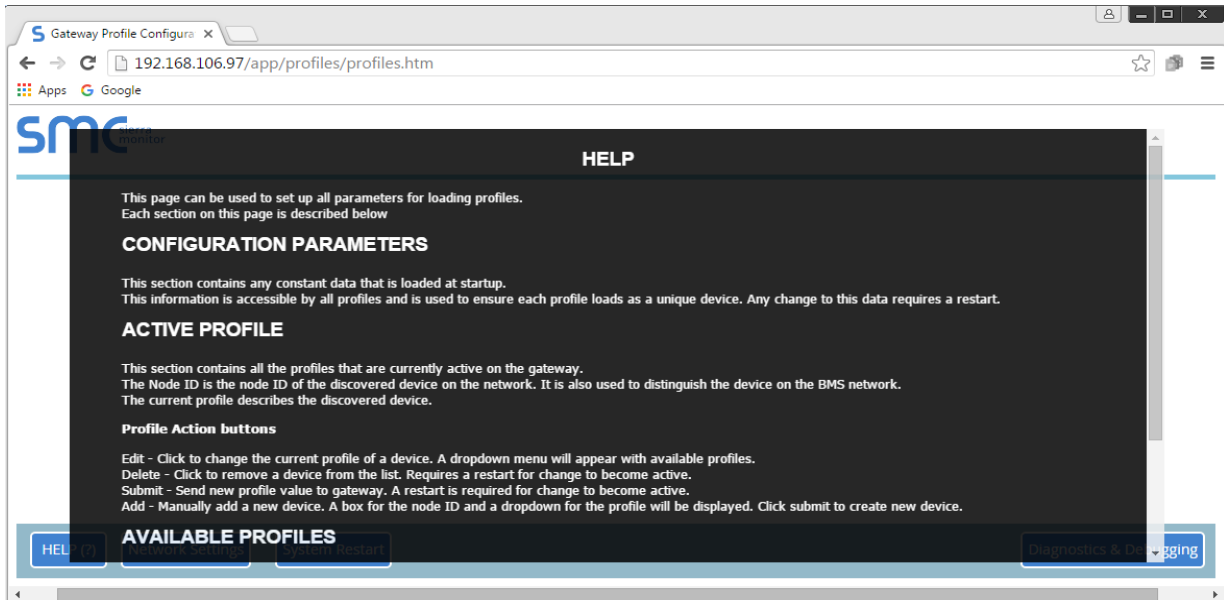 Gateway Profile Configura
192.168.106.97/app/profiles/profiles.htm
Apps
Google
smc sierra
monitor
HELP
This page can be used to set up all parameters for loading profiles.
Each section on this page is described below
CONFIGURATION PARAMETERS
This section contains any constant data that is loaded at startup.
This information is accessible by all profiles and is used to ensure each profile loads as a unique device. Any change to this data requires a restart.
ACTIVE PROFILE
This section contains all the profiles that are currently active on the gateway.
The Node ID is the node ID of the discovered device on the network. It is also used to distinguish the device on the BMS network.
The current profile describes the discovered device.
Profile Action buttons
Edit - Click to change the current profile of a device. A dropdown menu will appear with available profiles.
Delete - Click to remove a device from the list. Requires a restart for change to become active.
Submit - Send new profile value to gateway. A restart is required for change to become active.
Add - Manually add a new device. A box for the node ID and a dropdown for the profile will be displayed. Click submit to create new device.
AVAILABLE PROFILES
HELP (?)
Network Settings
System Restart
Diagnostics & Debugging